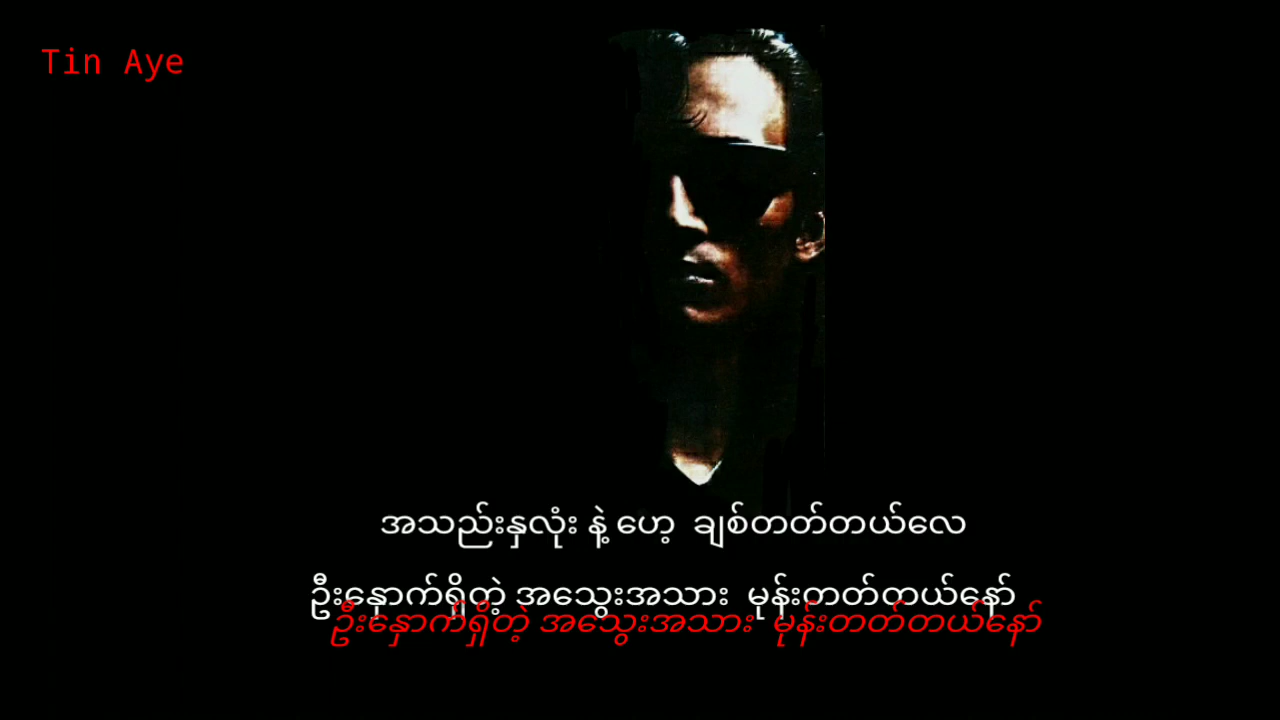 Tin Aye
အသည်းနှလုံး နဲ့ ဟေ့  ချစ်တတ်တယ်လေ
ဦးနှောက်ရှိတဲ့ အသွေးအသား  မုန်းတတ်တယ်နော်
ဦးနှောက်ရှိတဲ့ အသွေးအသား  မုန်းတတ်တယ်နော်